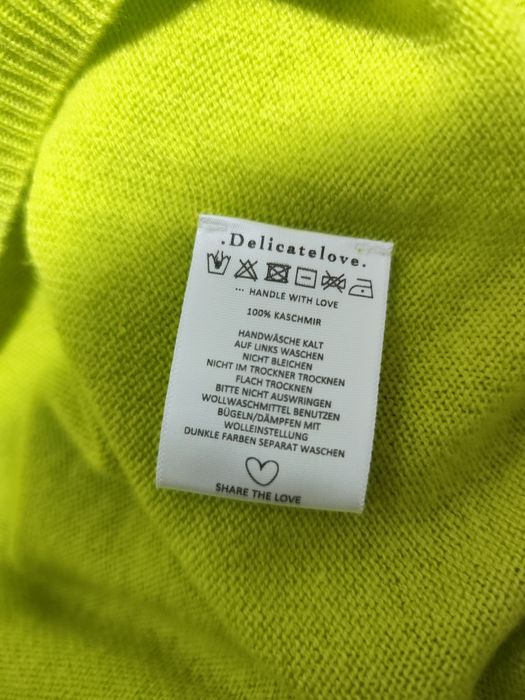 .Delicatelove.
... HANDLE WITH LOVE
100% KASCHMIR
HANDWÄSCHE KALT
AUF LINKS WASCHEN
NICHT BLEICHEN
NICHT IM TROCKNER TROCKNEN
FLACH TROCKNEN
BITTE NICHT AUSWRINGEN
WOLLWASCHMITTEL BENUTZEN
BÜGELN/DÄMPFEN MIT
WOLLEINSTELLUNG
DUNKLE FARBEN SEPARAT WASCHEN
SHARE THE LOVE